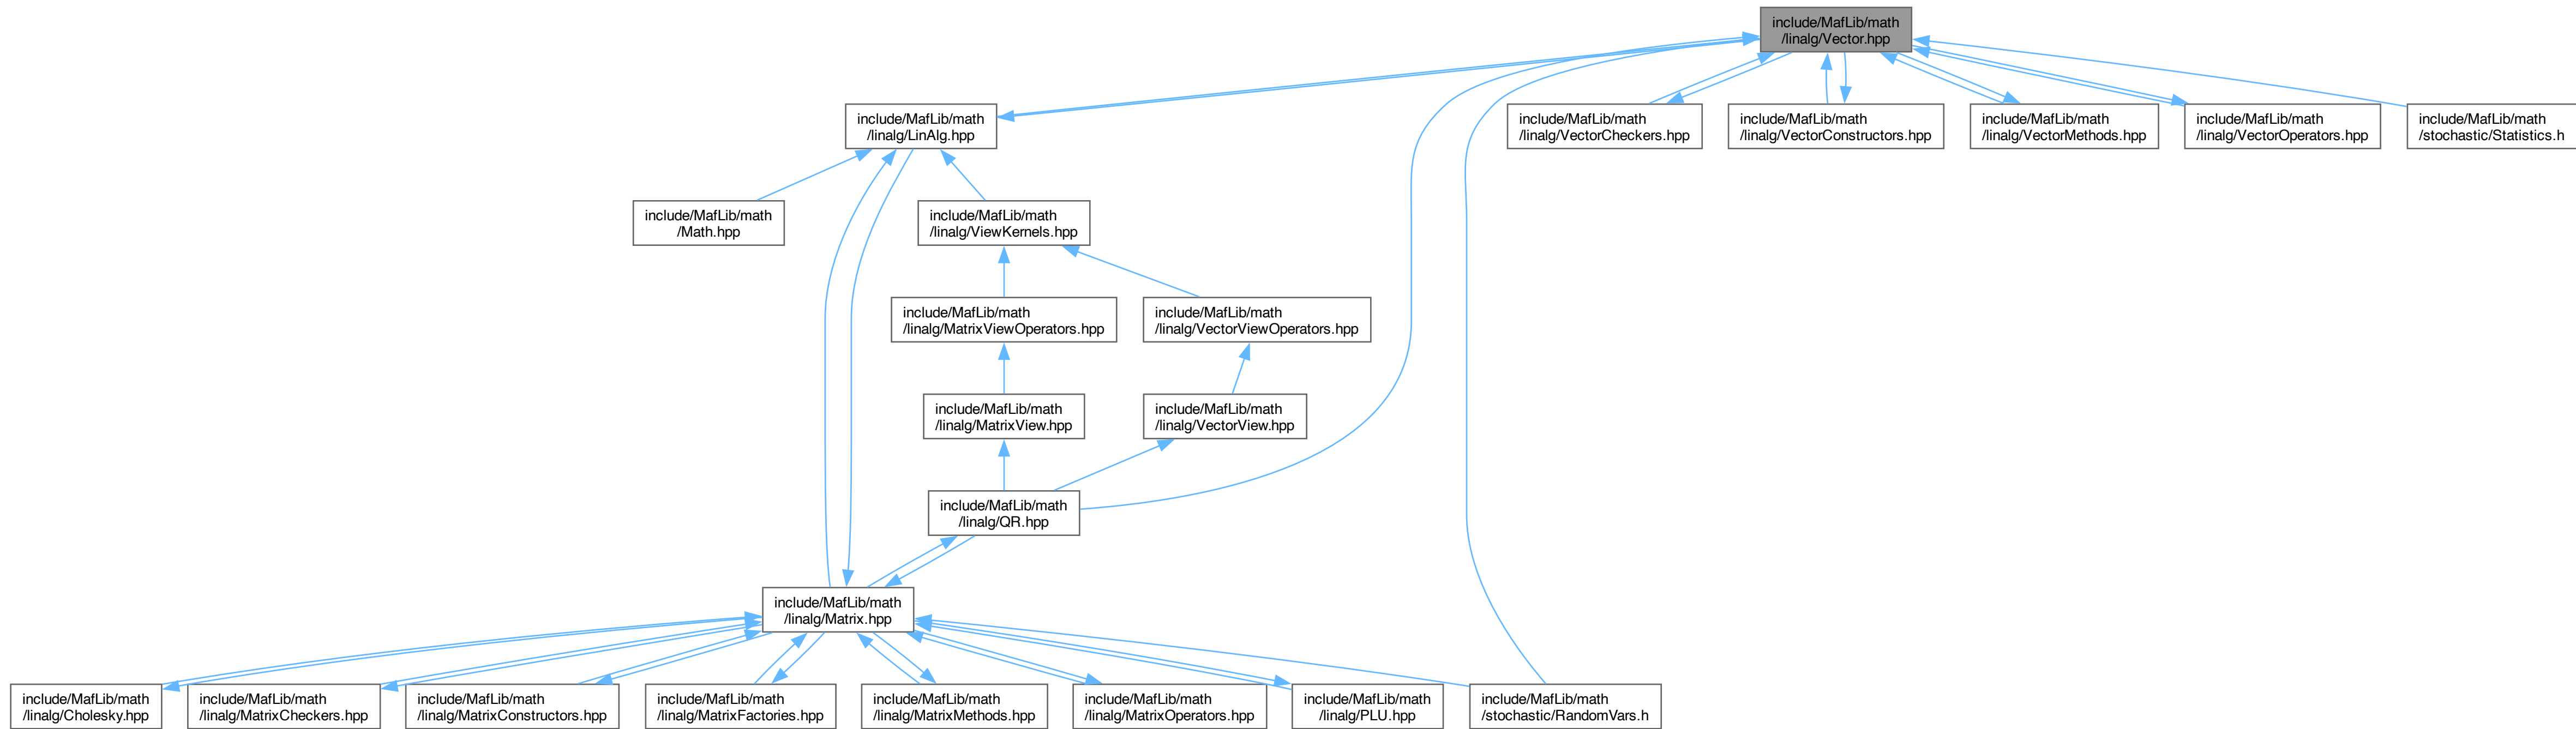 include/MafLib/math
/linalg/Vector.hpp
include/MafLib/math
/linalg/LinAlg.hpp
include/MafLib/math
/linalg/VectorCheckers.hpp
include/MafLib/math
/linalg/VectorConstructors.hpp
include/MafLib/math
/linalg/VectorMethods.hpp
include/MafLib/math
/linalg/VectorOperators.hpp
include/MafLib/math
/stochastic/Statistics.h
include/MafLib/math
/Math.hpp
include/MafLib/math
/linalg/ViewKernels.hpp
include/MafLib/math
/linalg/MatrixViewOperators.hpp
include/MafLib/math
/linalg/VectorViewOperators.hpp
include/MafLib/math
/linalg/MatrixView.hpp
include/MafLib/math
/linalg/VectorView.hpp
include/MafLib/math
/linalg/QR.hpp
include/MafLib/math
/linalg/Matrix.hpp
include/MafLib/math
/linalg/Cholesky.hpp
include/MafLib/math
/linalg/MatrixCheckers.hpp
include/MafLib/math
/linalg/MatrixConstructors.hpp
include/MafLib/math
/linalg/MatrixFactories.hpp
include/MafLib/math
/linalg/MatrixMethods.hpp
include/MafLib/math
/linalg/MatrixOperators.hpp
include/MafLib/math
/linalg/PLU.hpp
include/MafLib/math
/stochastic/RandomVars.h